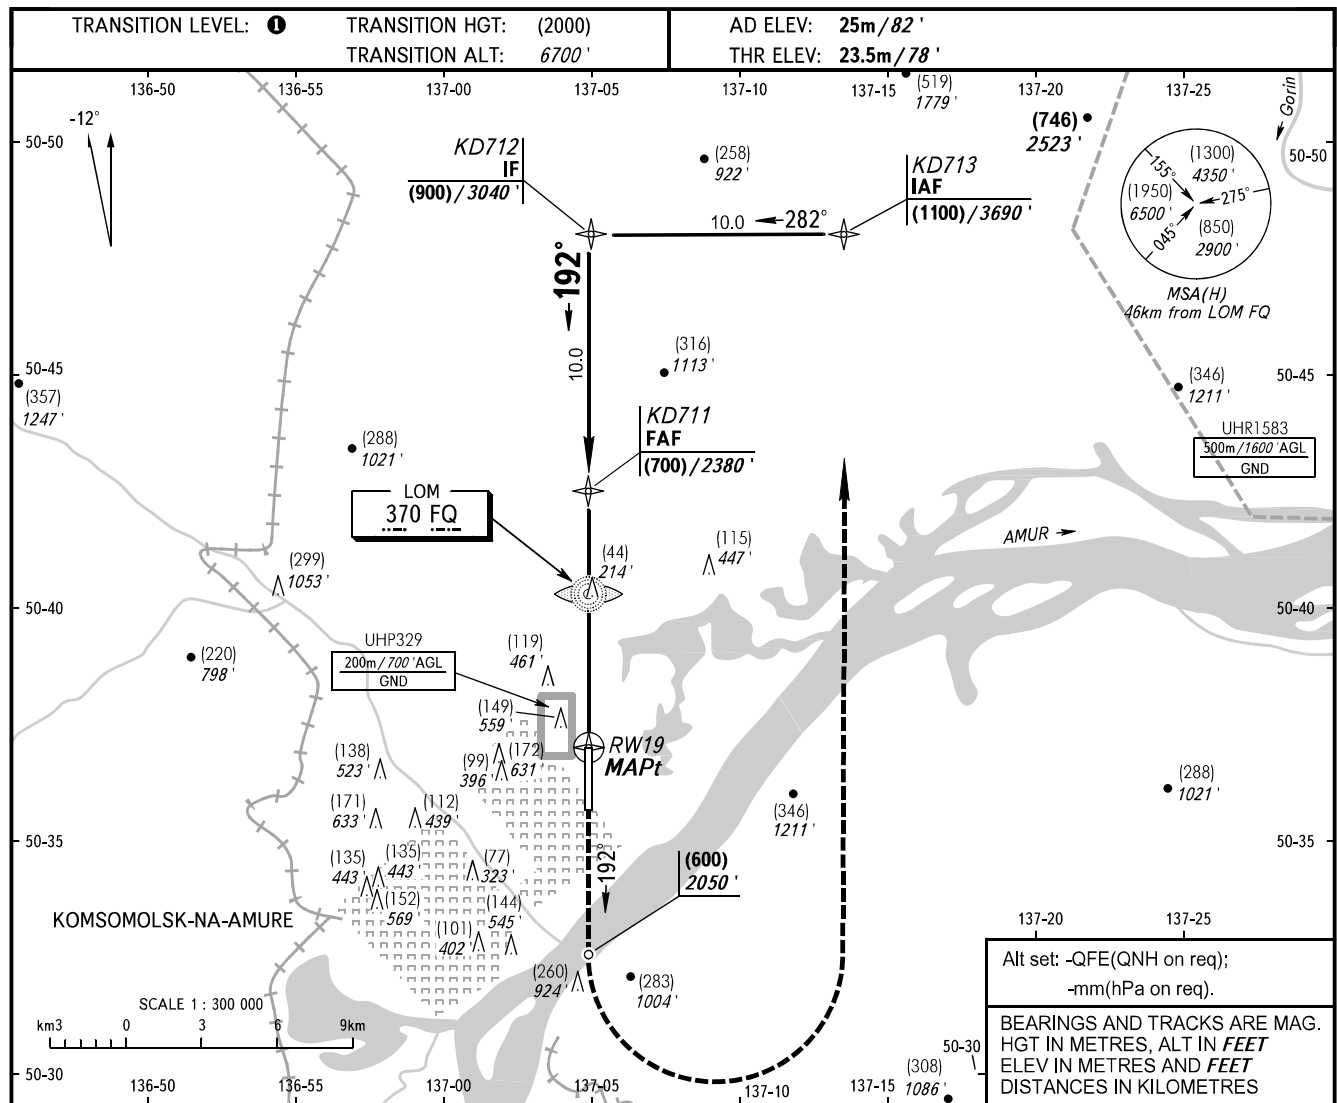 TRANSITION LEVEL: ❶ TRANSITION HGT: (2000)
TRANSITION ALT: 6700 '
AD ELEV: 25m/82 '
THR ELEV: 23.5m/78 '
136-50 136-55 137-00 137-05 137-10 137-15 137-20 137-25
(519)
1779 '
-12°
50-50
KD712
IF
(900)/3040 '
(258)
922 '
KD713
IAF
(1100)/3690 '
(746)
2523 '
Gorin
50-50
155°
(1300)
4350 '
(1950)
6500 '
275°
045°
(850)
2900 '
MSA(H)
46km from LOM FQ
10.0 282°
192°
10.0
(316)
1113 '
50-45
(357)
1247 '
(346)
1211 '
50-45
KD711
FAF
(700)/2380 '
(288)
1021 '
UHR1583
500m/1600 'AGL
GND
LOM
370 FQ
AMUR
(115)
447 '
(44)
214 '
(299)
1053 '
50-40
50-40
UHP329
200m/700 'AGL
GND
(220)
798 '
(119)
461 '
(149)
559 '
RW19
MAPt
(138)
523 '
(99)
396 '
(172)
631 '
(171)
633 '
(112)
439 '
(346)
1211 '
(288)
1021 '
50-35
50-35
192°
(600)
2050 '
(135)
443 '
(135)
443 '
(77)
323 '
(152)
569 '
(144)
545 '
(101)
402 '
KOMSOMOLSK-NA-AMURE
137-20 137-25
(260)
924 '
(283)
1004 '
Alt set: -QFE(QNH on req);
-mm(hPa on req).
SCALE 1 : 300 000
km3 0 3 6 9km
BEARINGS AND TRACKS ARE MAG.
HGT IN METRES, ALT IN FEET
ELEV IN METRES AND FEET
DISTANCES IN KILOMETRES
50-30
50-30
(308)
1086 '
136-50 136-55 137-00 137-05 137-10 137-15